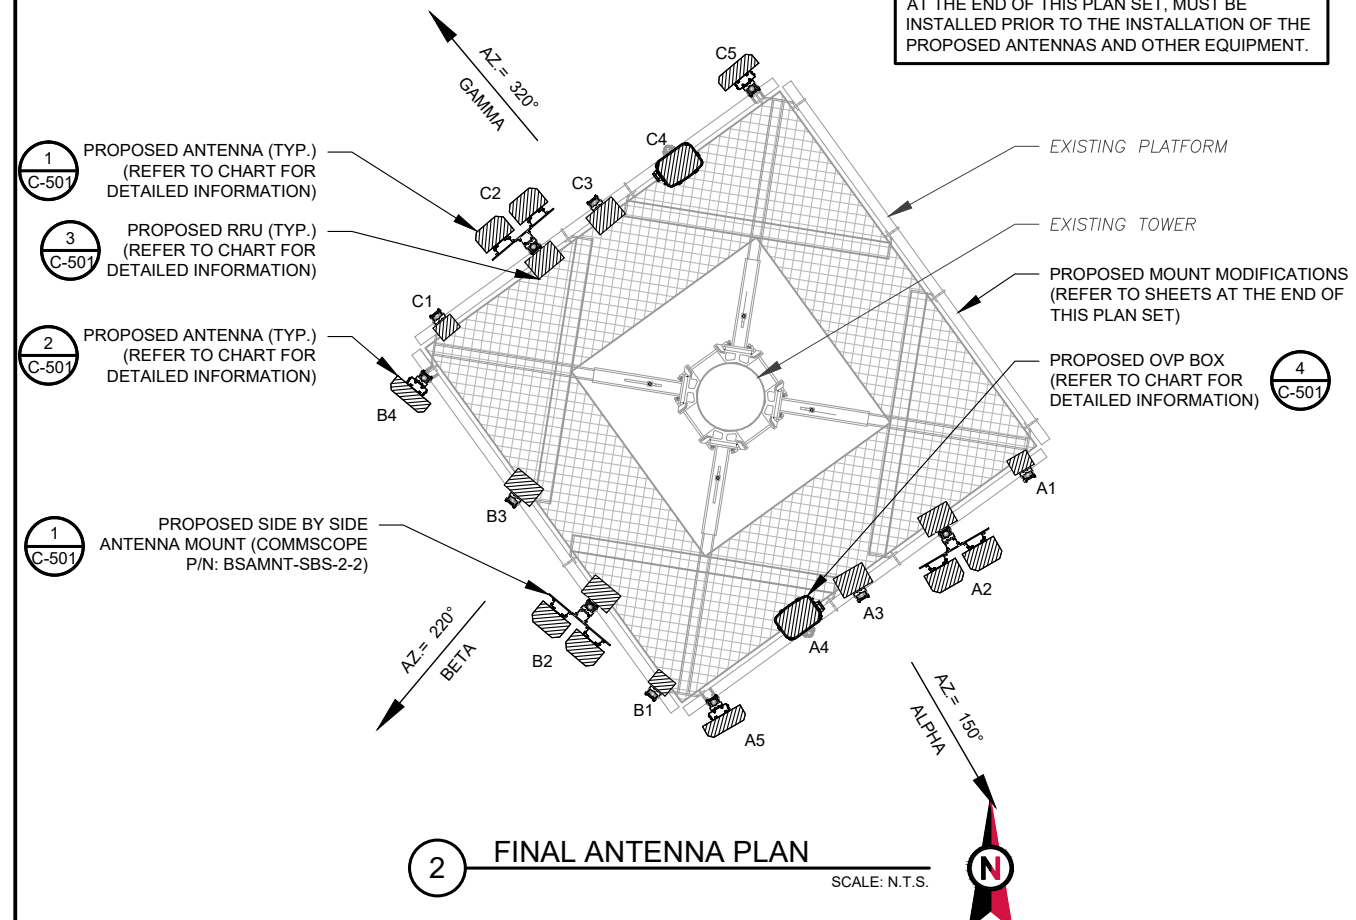 AT THE END OF THIS PLAN SET, MUST BE
INSTALLED PRIOR TO THE INSTALLATION OF THE
PROPOSED ANTENNAS AND OTHER EQUIPMENT.
AZ.= 320°
GAMMA
C5
C4
C3
C2
C1
1
C-501
PROPOSED ANTENNA (TYP.)
(REFER TO CHART FOR
DETAILED INFORMATION)
3
C-501
PROPOSED RRU (TYP.)
(REFER TO CHART FOR
DETAILED INFORMATION)
2
C-501
PROPOSED ANTENNA (TYP.)
(REFER TO CHART FOR
DETAILED INFORMATION)
EXISTING PLATFORM
EXISTING TOWER
PROPOSED MOUNT MODIFICATIONS
(REFER TO SHEETS AT THE END OF
THIS PLAN SET)
PROPOSED OVP BOX
(REFER TO CHART FOR
DETAILED INFORMATION)
4
C-501
B4
B3
B2
B1
A1
A2
A3
A4
A5
1
C-501
PROPOSED SIDE BY SIDE
ANTENNA MOUNT (COMMSCOPE
P/N: BSAMNT-SBS-2-2)
AZ.= 220°
BETA
AZ.= 150°
ALPHA
2
FINAL ANTENNA PLAN
SCALE: N.T.S.
N